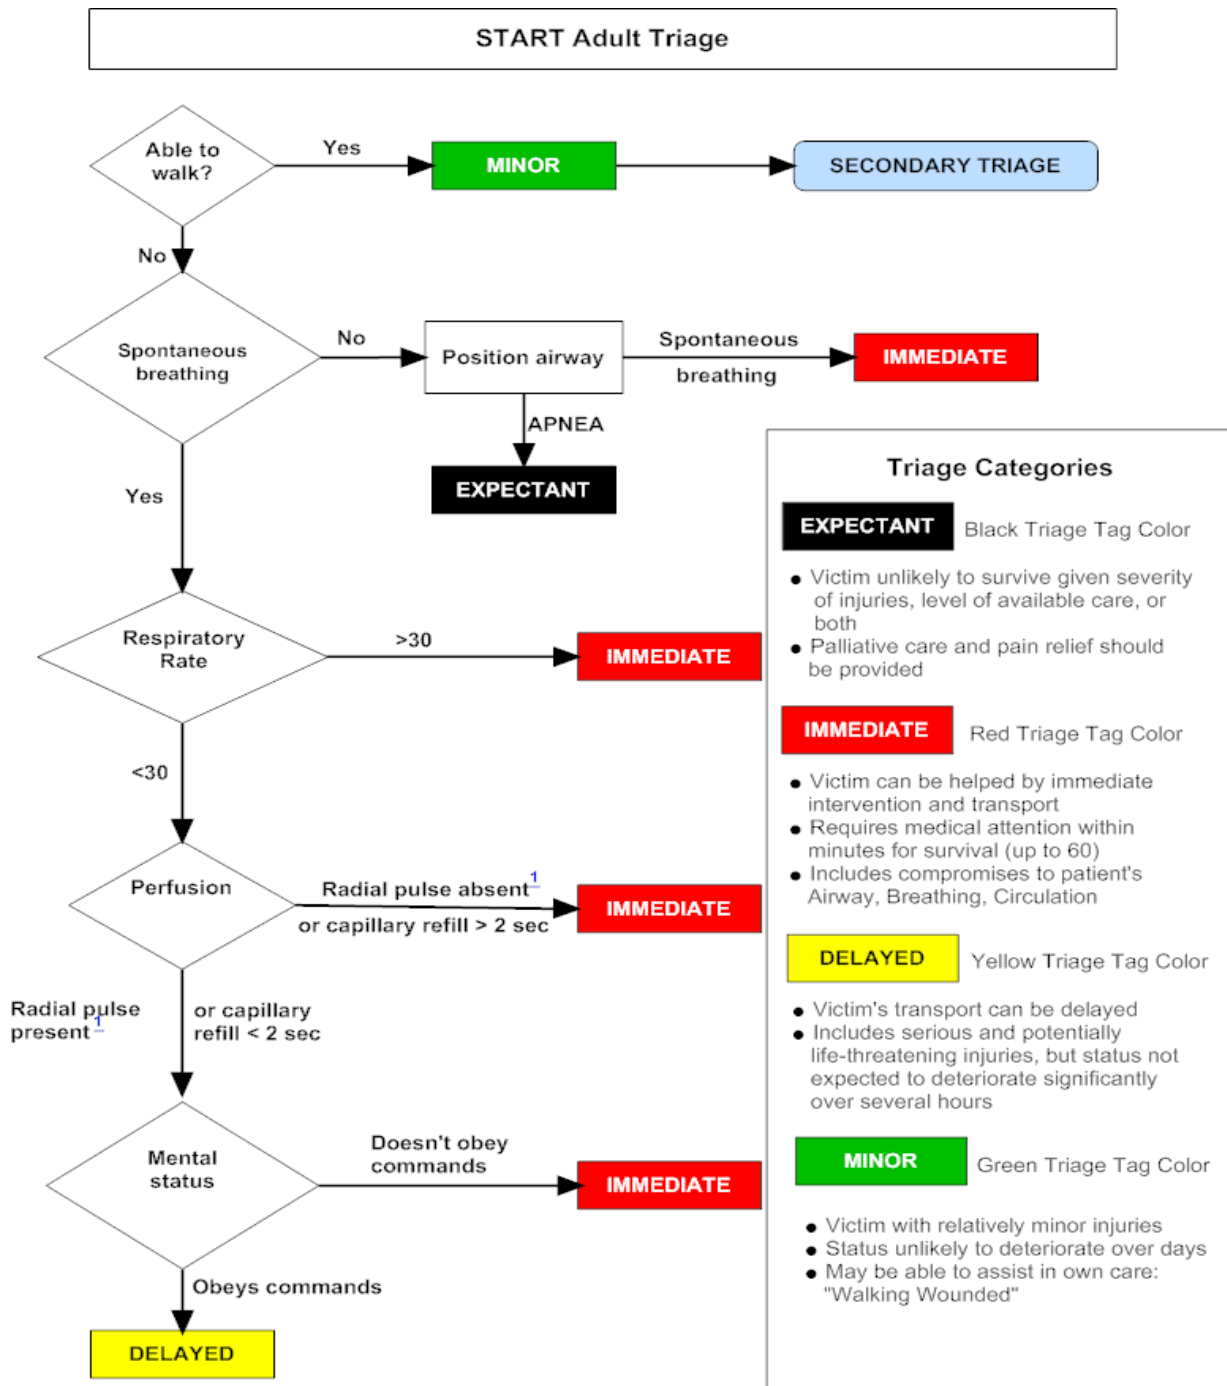 START Adult Triage
Able to
walk?
Yes
MINOR
SECONDARY TRIAGE
No
Spontaneous
breathing
No
Position airway
Spontaneous
breathing
IMMEDIATE
APNEA
EXPECTANT
Yes
Respiratory
Rate
>30
IMMEDIATE
<30
Perfusion
Radial pulse absent 1
or capillary refill > 2 sec
IMMEDIATE
Radial pulse
present 1
or capillary
refill < 2 sec
Mental
status
Doesn't obey
commands
IMMEDIATE
Obeys commands
DELAYED
Triage Categories
EXPECTANT Black Triage Tag Color
● Victim unlikely to survive given severity
of injuries, level of available care, or
both
● Palliative care and pain relief should
be provided
IMMEDIATE Red Triage Tag Color
● Victim can be helped by immediate
intervention and transport
● Requires medical attention within
minutes for survival (up to 60)
● Includes compromises to patient's
Airway, Breathing, Circulation
DELAYED Yellow Triage Tag Color
● Victim's transport can be delayed
● Includes serious and potentially
life-threatening injuries, but status not
expected to deteriorate significantly
over several hours
MINOR Green Triage Tag Color
● Victim with relatively minor injuries
● Status unlikely to deteriorate over days
● May be able to assist in own care:
"Walking Wounded"